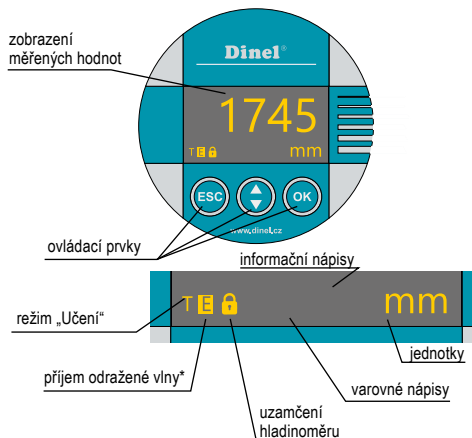 zobrazení
měřených hodnot
Dinel®
1745
T E
mm
ESC
OK
ovládací prvky
www.dinel.cz
informační nápisy
T E
mm
režim „Učení“
jednotky
příjem odražené vlny*
varovné nápisy
uzamčení
hladinoměru